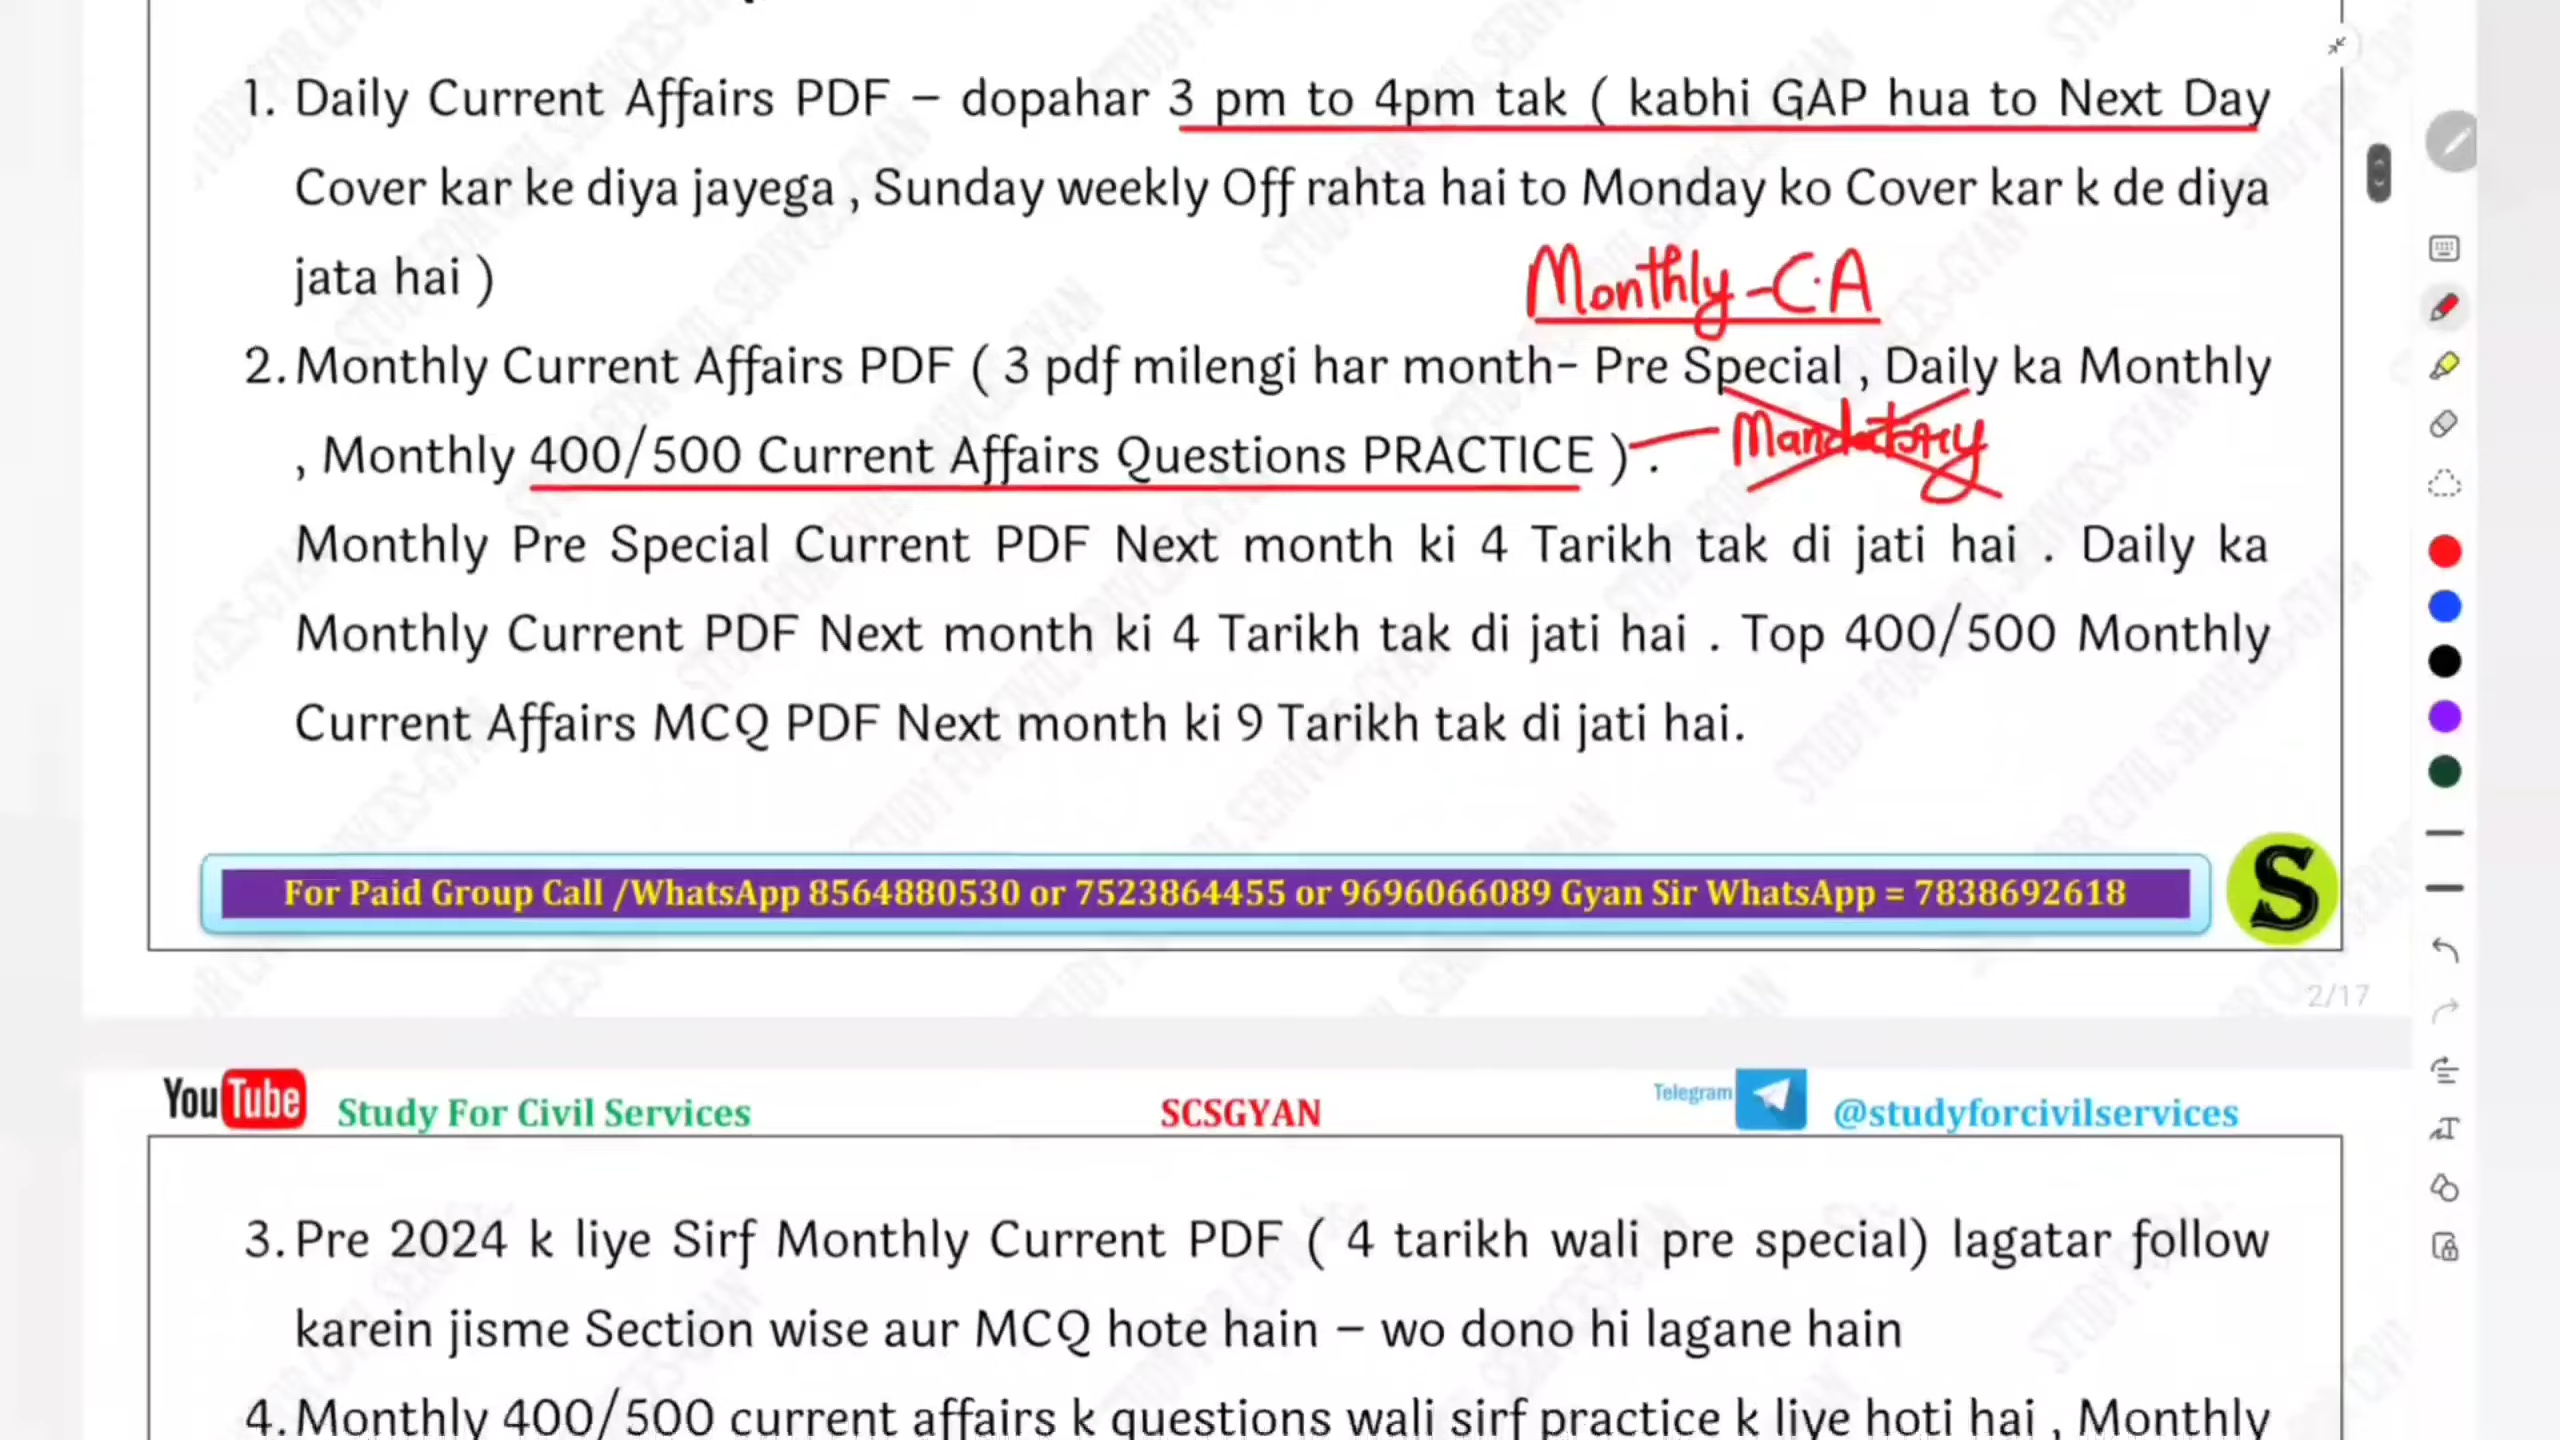 1. Daily Current Affairs PDF – dopahar 3 pm to 4pm tak ( kabhi GAP hua to Next Day
Cover kar ke diya jayega , Sunday weekly Off rahta hai to Monday ko Cover kar k de diya
jata hai )
Monthly - C.A
2. Monthly Current Affairs PDF ( 3 pdf milengi har month- Pre Special , Daily ka Monthly
, Monthly 400/500 Current Affairs Questions PRACTICE ) . Mandatory
Monthly Pre Special Current PDF Next month ki 4 Tarikh tak di jati hai . Daily ka
Monthly Current PDF Next month ki 4 Tarikh tak di jati hai . Top 400/500 Monthly
Current Affairs MCQ PDF Next month ki 9 Tarikh tak di jati hai.
For Paid Group Call /WhatsApp 8564880530 or 7523864455 or 9696066089 Gyan Sir WhatsApp = 7838692618
S
2/17
YouTube Study For Civil Services SCSGYAN Telegram @studyforcivilservices
3. Pre 2024 k liye Sirf Monthly Current PDF ( 4 tarikh wali pre special) lagatar follow
karein jisme Section wise aur MCQ hote hain – wo dono hi lagane hain
4. Monthly 400/500 current affairs k questions wali sirf practice k liye hoti hai , Monthly